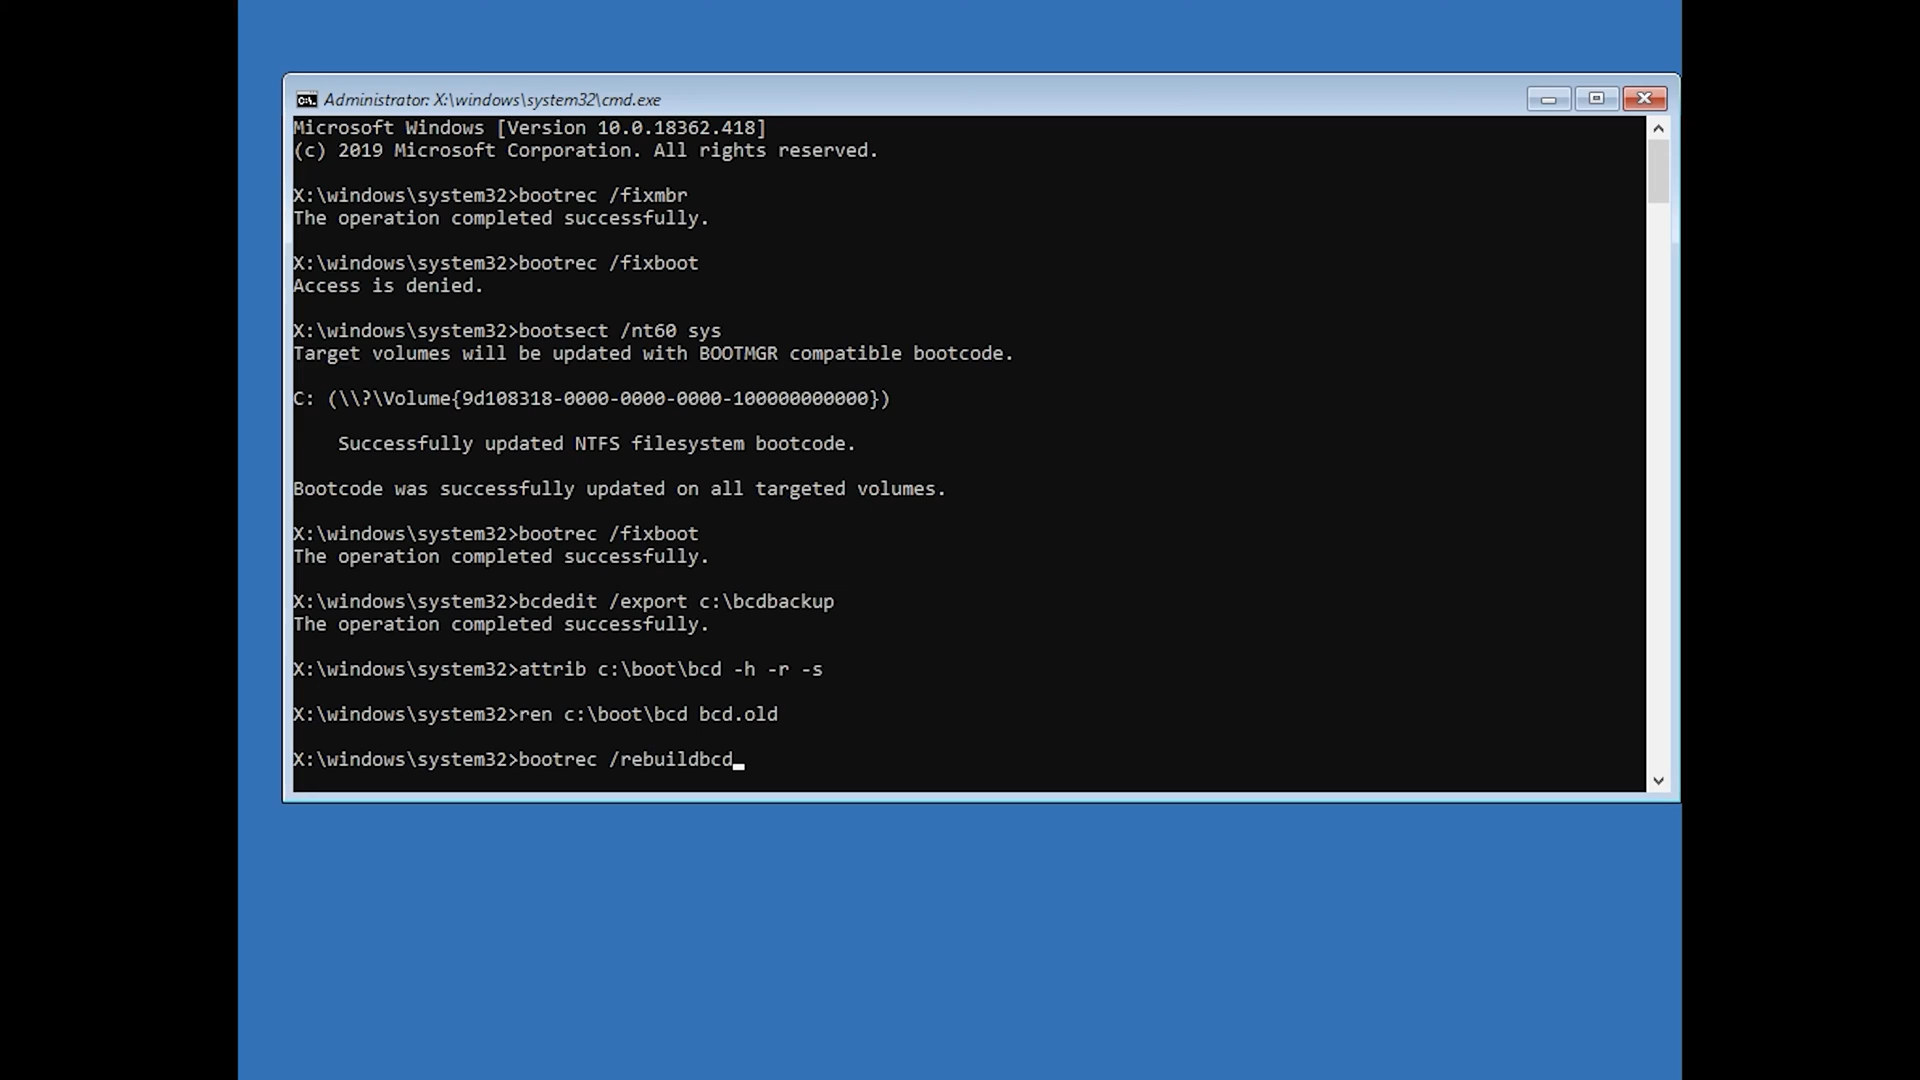 Administrator: X:\windows\system32\cmd.exe
Microsoft Windows [Version 10.0.18362.418]
(c) 2019 Microsoft Corporation. All rights reserved.
X:\windows\system32>bootrec /fixmbr
The operation completed successfully.
X:\windows\system32>bootrec /fixboot
Access is denied.
X:\windows\system32>bootsect /nt60 sys
Target volumes will be updated with BOOTMGR compatible bootcode.
C: (\\?\Volume{9d108318-0000-0000-0000-100000000000})
Successfully updated NTFS filesystem bootcode.
Bootcode was successfully updated on all targeted volumes.
X:\windows\system32>bootrec /fixboot
The operation completed successfully.
X:\windows\system32>bcdedit /export c:\bcdbackup
The operation completed successfully.
X:\windows\system32>attrib c:\boot\bcd -h -r -s
X:\windows\system32>ren c:\boot\bcd bcd.old
X:\windows\system32>bootrec /rebuildbcd